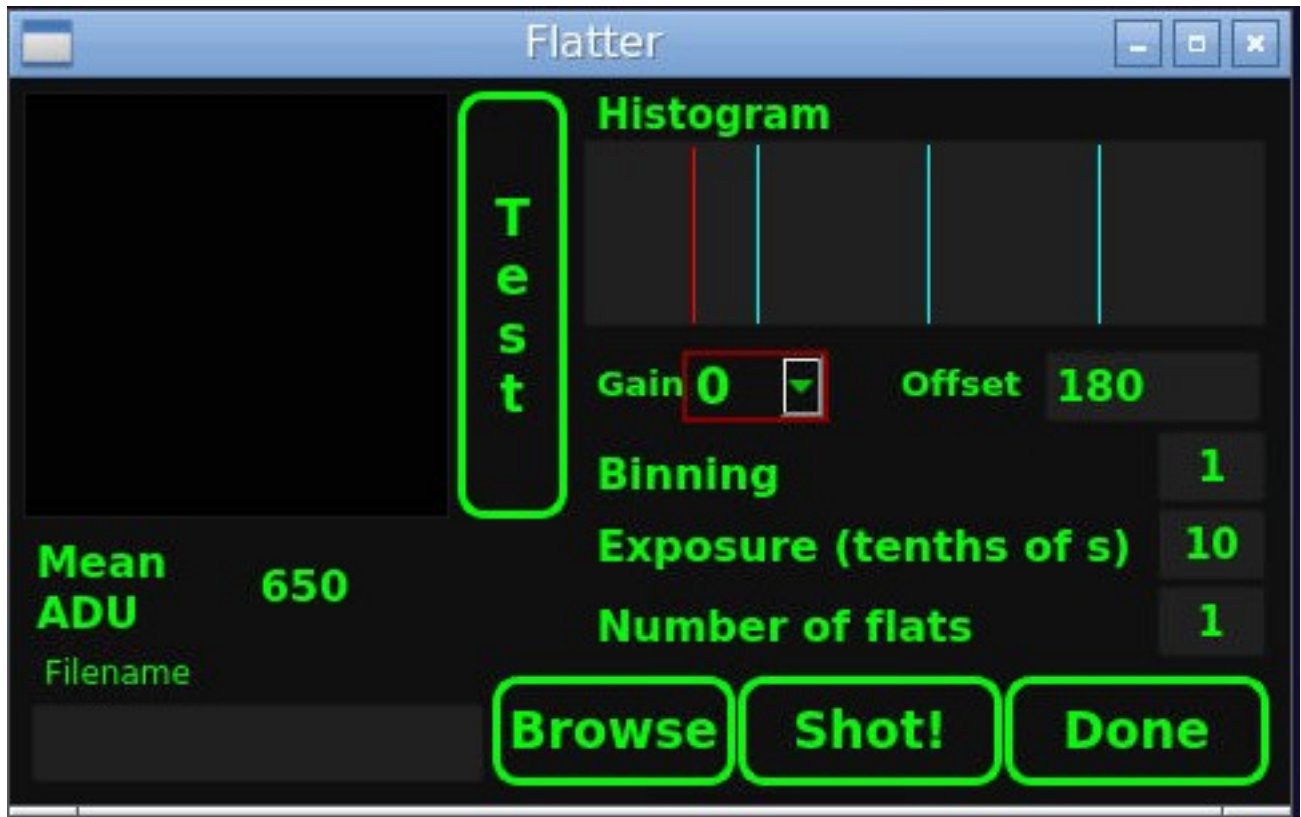 Flatter
Test
Histogram
Gain 0 Offset 180
Binning 1
Exposure (tenths of s) 10
Number of flats 1
Mean
ADU
650
Filename
Browse Shot! Done